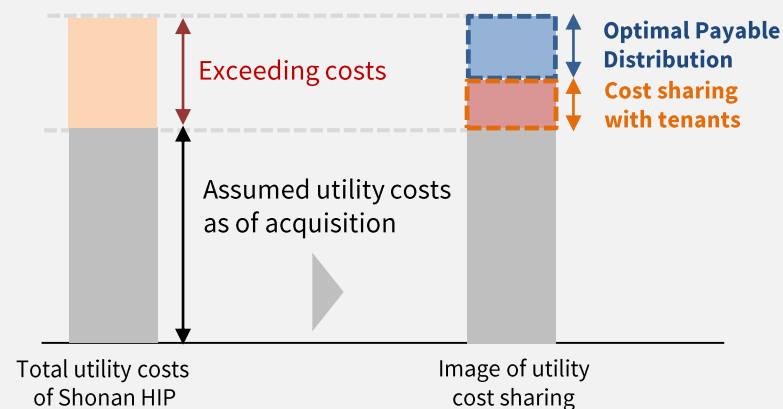 Optimal Payable
Distribution
Exceeding costs
Cost sharing
with tenants
Assumed utility costs
as of acquisition
Total utility costs
of Shonan HIP
Image of utility
cost sharing